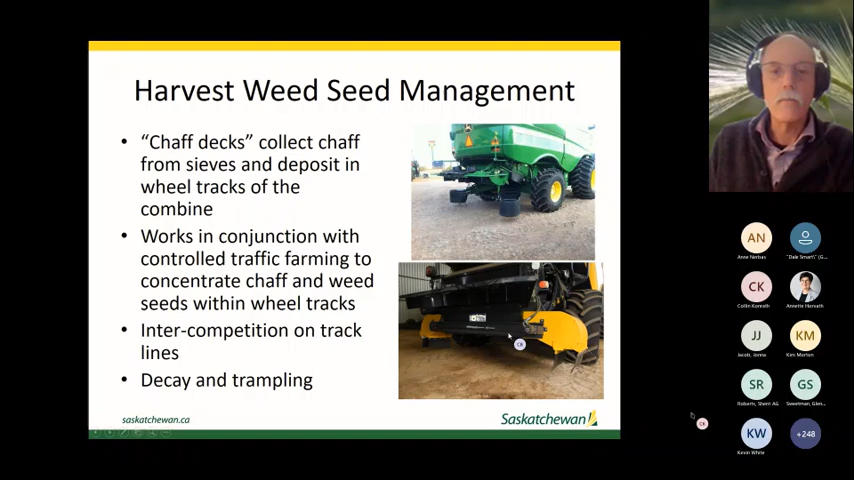 Harvest Weed Seed Management
• “Chaff decks” collect chaff
from sieves and deposit in
wheel tracks of the
combine
• Works in conjunction with
controlled traffic farming to
concentrate chaff and weed
seeds within wheel tracks
• Inter-competition on track
lines
• Decay and trampling
saskatchewan.ca
Saskatchewan
AN
Anne Nerbas
"Dale Smart\" (G...
CK
Collin Konrath
Annette Horvath
JJ
Jacob, Jonna
KM
Kim Morton
SR
Roberts, Sherri AG
GS
Sweetman, Glen...
KW
Kevin White
+248